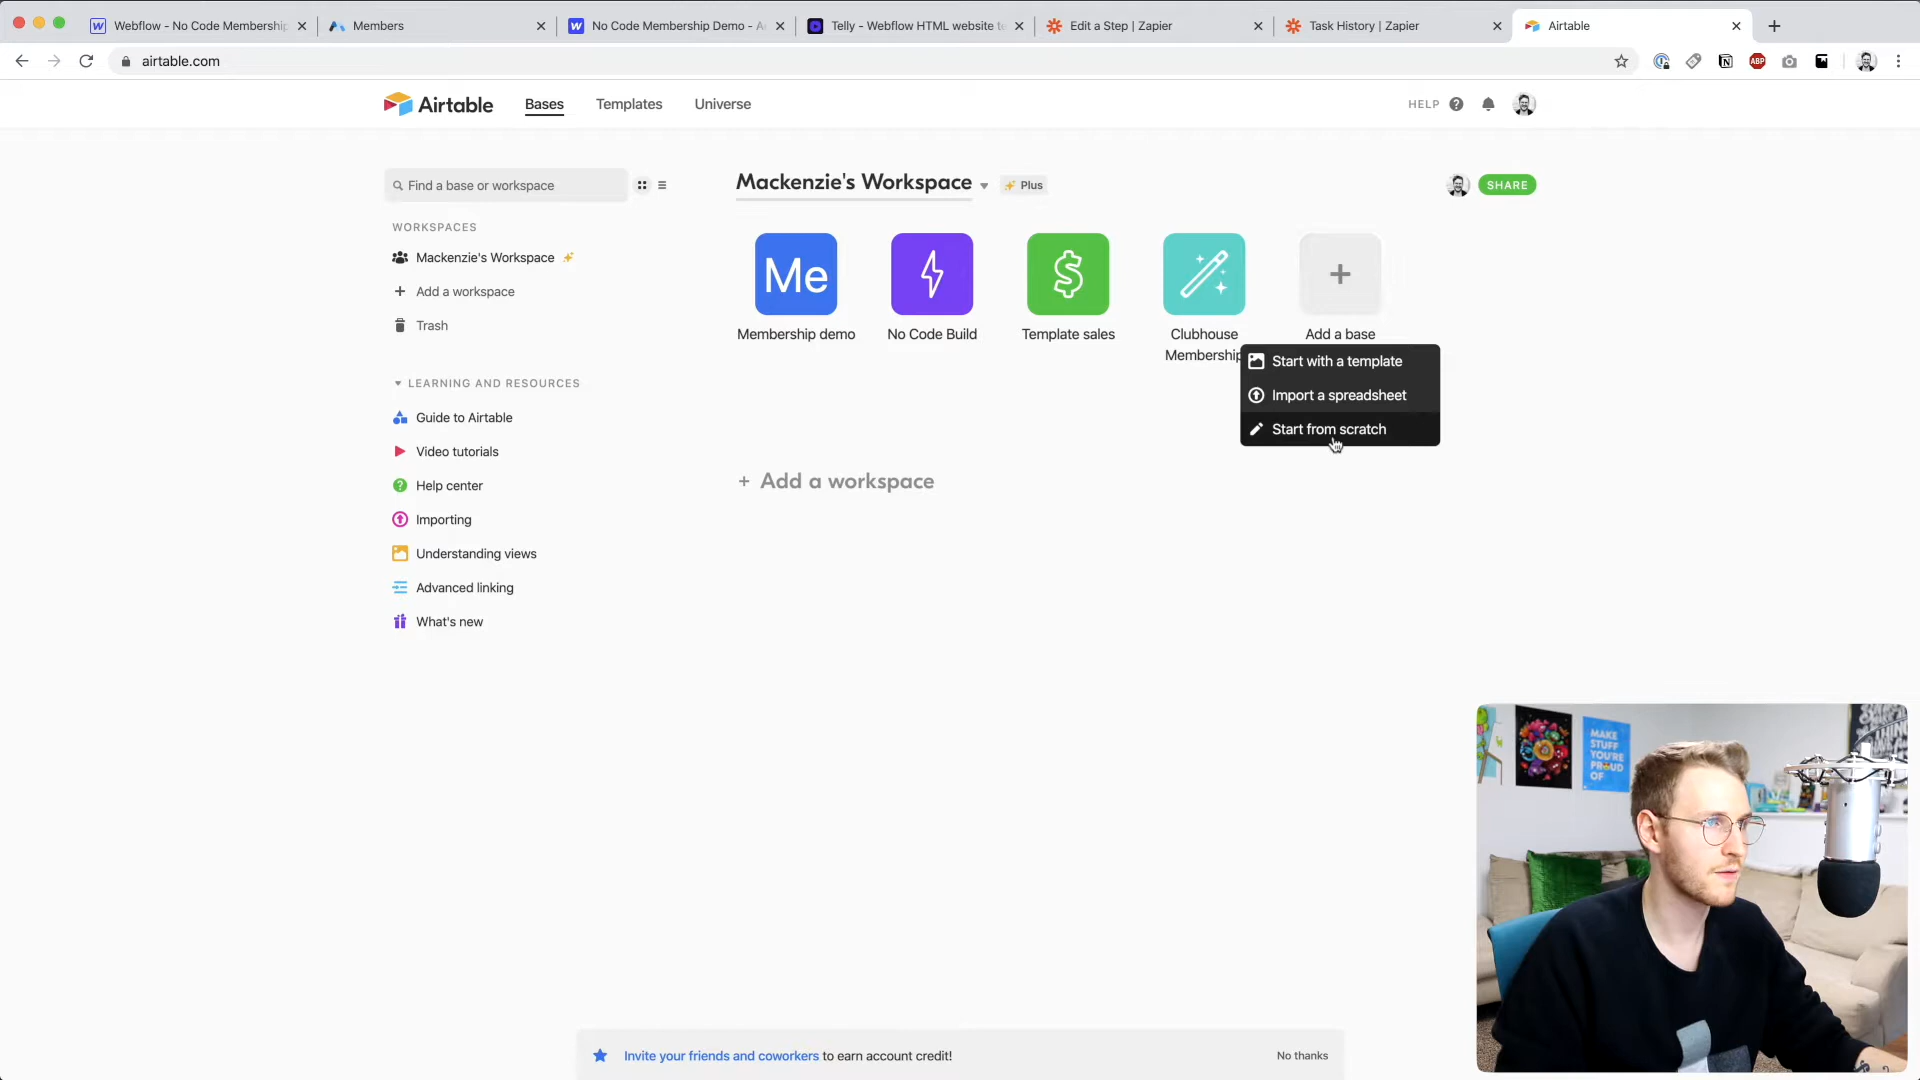 Webflow - No Code Membership
Members
No Code Membership Demo - A
Telly - Webflow HTML website te
Edit a Step | Zapier
Task History | Zapier
Airtable
airtable.com
ABP
Airtable
Bases
Templates
Universe
HELP
Find a base or workspace
Mackenzie's Workspace
Plus
SHARE
WORKSPACES
Mackenzie's Workspace
Add a workspace
Trash
Me
Membership demo
No Code Build
Template sales
Clubhouse
Membership
Add a base
Start with a template
Import a spreadsheet
Start from scratch
LEARNING AND RESOURCES
Guide to Airtable
Video tutorials
Help center
Importing
Understanding views
Advanced linking
What's new
+ Add a workspace
MAKE
STUFF
YOU'RE
PROUD
OF
Invite your friends and coworkers to earn account credit!
No thanks